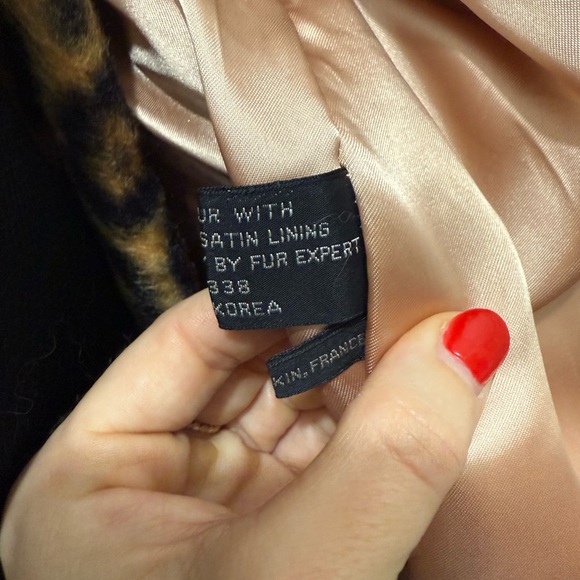 UR WITH
SATIN LINING
BY FUR EXPERT
338
KOREA
KIN, FRANCE